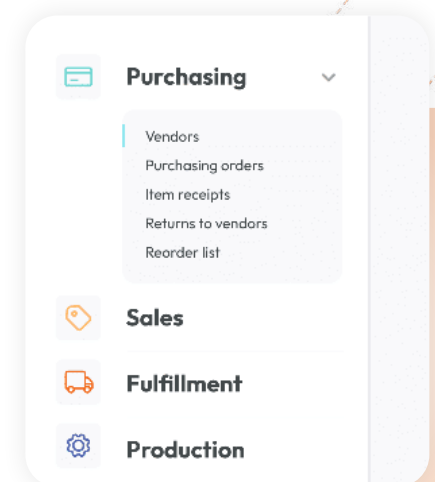 Purchasing
Vendors
Purchasing orders
Item receipts
Returns to vendors
Reorder list
Sales
Fulfillment
Production